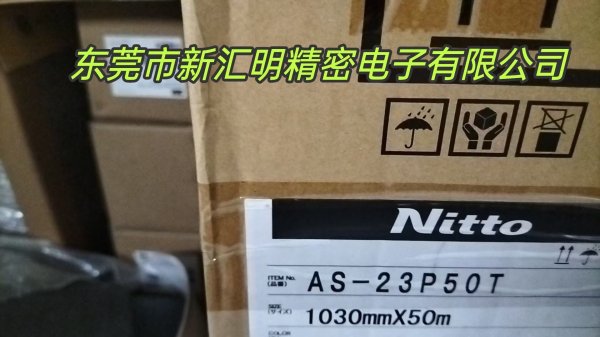 东莞市新汇明精密电子有限公司
Nitto
ITEM No.
(品番)
AS-23P50T
SIZE
(サイズ)
1030mmX50m
COLOR